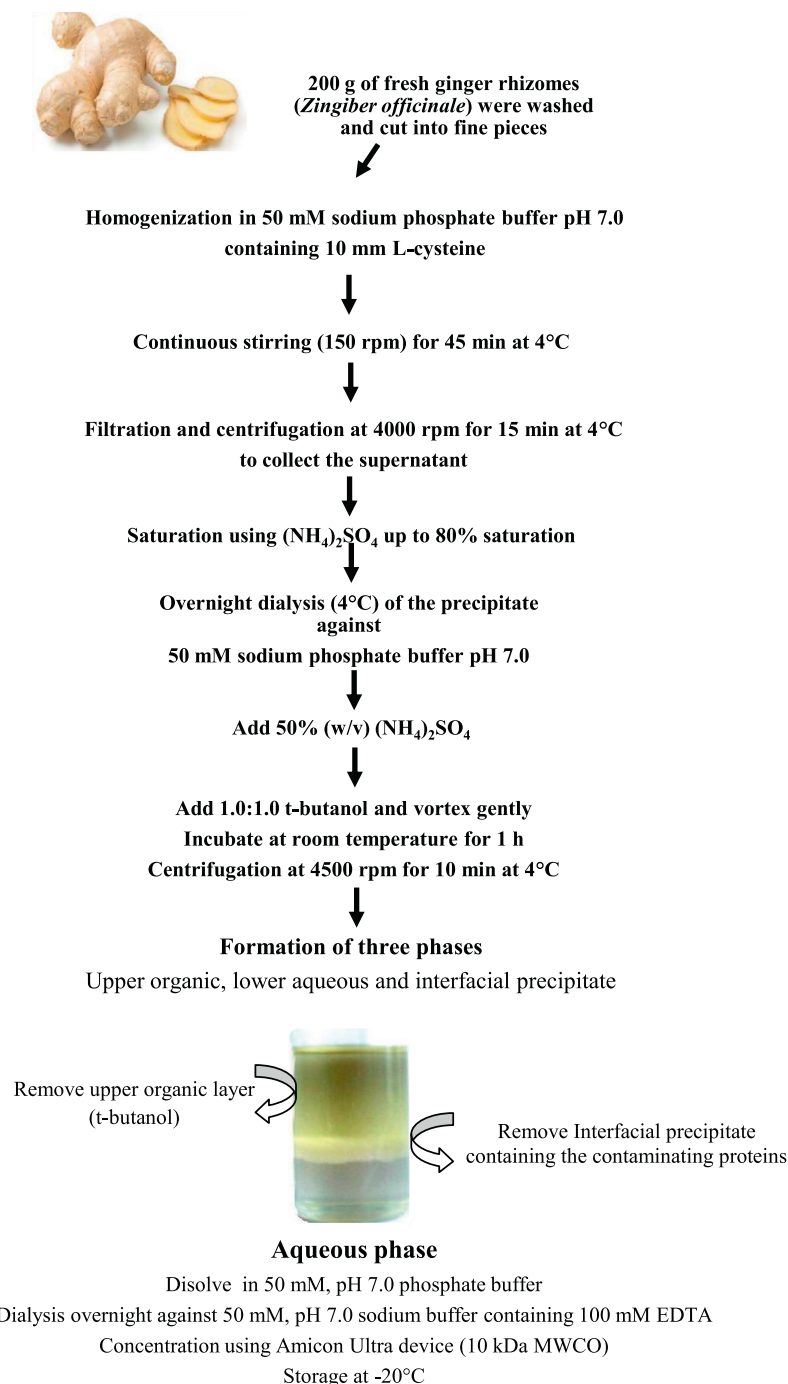 200 g of fresh ginger rhizomes
(Zingiber officinale) were washed
and cut into fine pieces
Homogenization in 50 mM sodium phosphate buffer pH 7.0
containing 10 mm L-cysteine
Continuous stirring (150 rpm) for 45 min at 4°C
Filtration and centrifugation at 4000 rpm for 15 min at 4°C
to collect the supernatant
Saturation using (NH₄)₂SO₄ up to 80% saturation
Overnight dialysis (4°C) of the precipitate
against
50 mM sodium phosphate buffer pH 7.0
Add 50% (w/v) (NH₄)₂SO₄
Add 1.0:1.0 t-butanol and vortex gently
Incubate at room temperature for 1 h
Centrifugation at 4500 rpm for 10 min at 4°C
Formation of three phases
Upper organic, lower aqueous and interfacial precipitate
Remove upper organic layer
(t-butanol)
Remove Interfacial precipitate
containing the contaminating proteins
Aqueous phase
Disolve in 50 mM, pH 7.0 phosphate buffer
Dialysis overnight against 50 mM, pH 7.0 sodium buffer containing 100 mM EDTA
Concentration using Amicon Ultra device (10 kDa MWCO)
Storage at -20°C